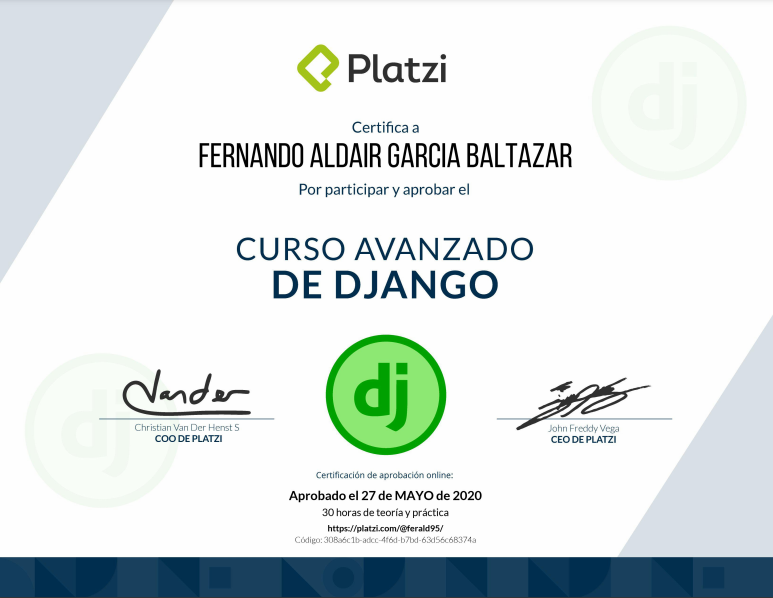 Platzi
Certifica a
FERNANDO ALDAIR GARCIA BALTAZAR
Por participar y aprobar el
CURSO AVANZADO
DE DJANGO
dj
dj
dj
Vander
Christian Van Der Henst S
COO DE PLATZI
John Freddy Vega
CEO DE PLATZI
Certificación de aprobación online:
Aprobado el 27 de MAYO de 2020
30 horas de teoría y práctica
https://platzi.com/@ferald95/
Código: 308a6c1b-adcc-4f6d-b7bd-63d56c68374a